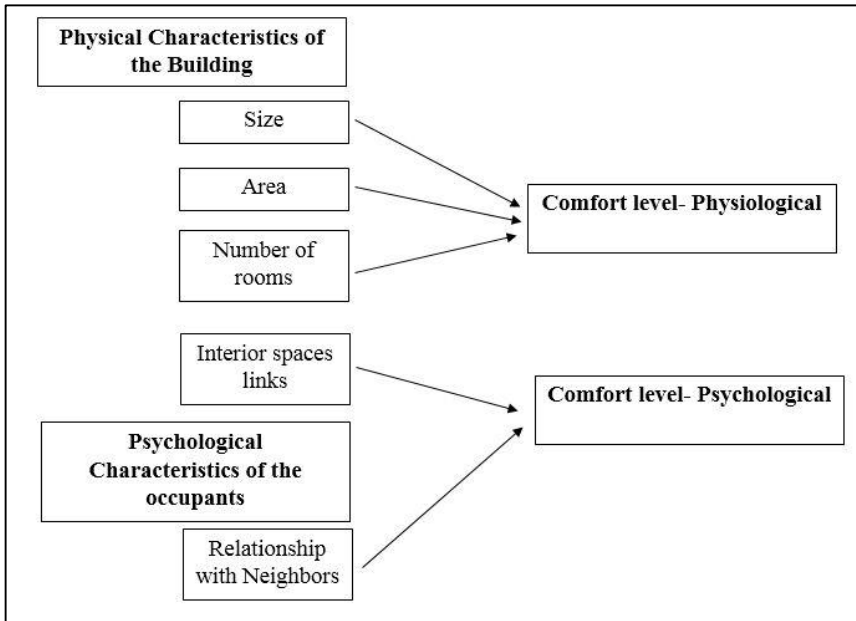 Physical Characteristics of
the Building
Size
Area
Number of
rooms
Comfort level- Physiological
Interior spaces
links
Comfort level- Psychological
Psychological
Characteristics of the
occupants
Relationship
with Neighbors